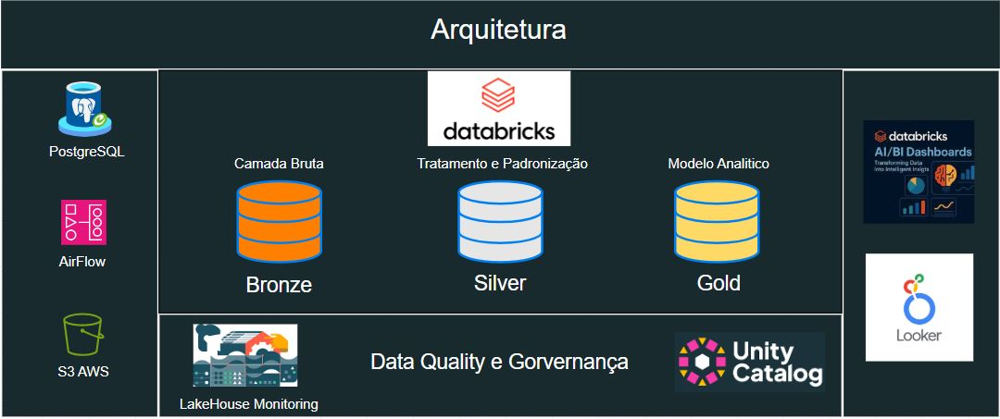 Arquitetura
PostgreSQL
AirFlow
S3 AWS
databricks
Camada Bruta
Tratamento e Padronização
Modelo Analitico
Bronze
Silver
Gold
LakeHouse Monitoring
Data Quality e Gorvernança
Unity
Catalog
databricks
AI/BI Dashboards
Transforming Data
into Intelligent Insigts
Looker